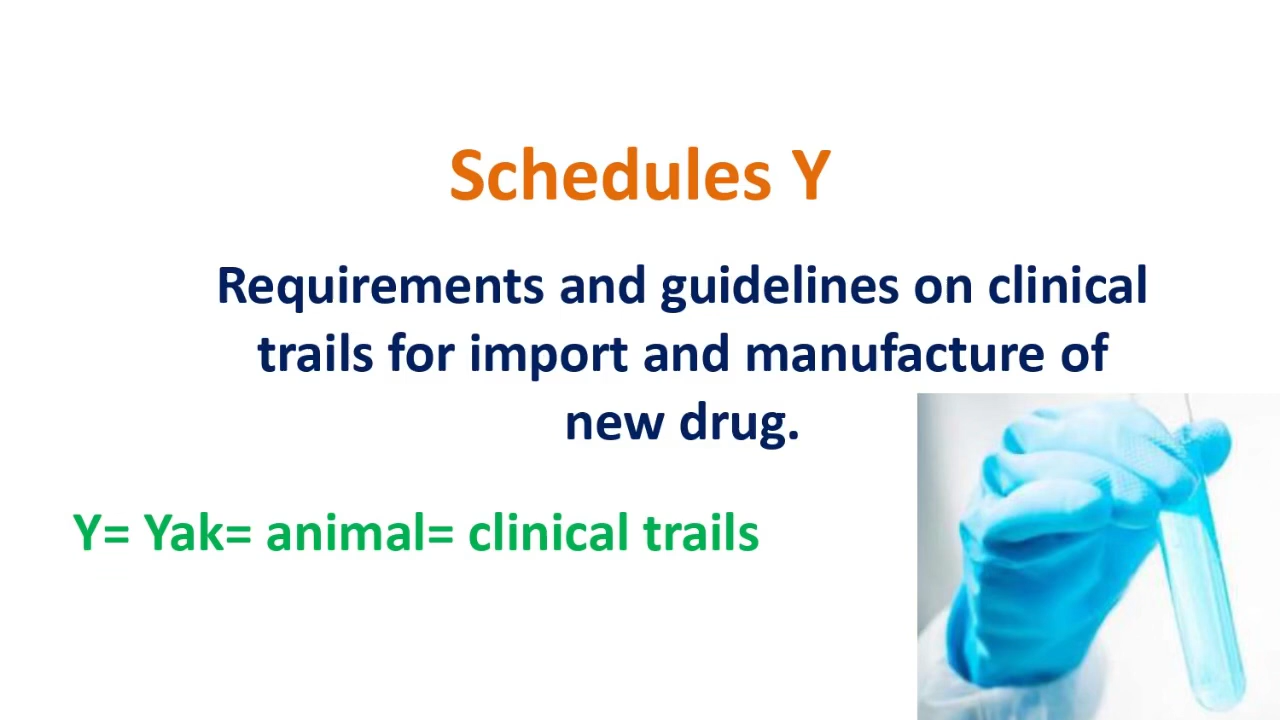 Schedules Y
Requirements and guidelines on clinical
trails for import and manufacture of
new drug.
Y= Yak= animal= clinical trails